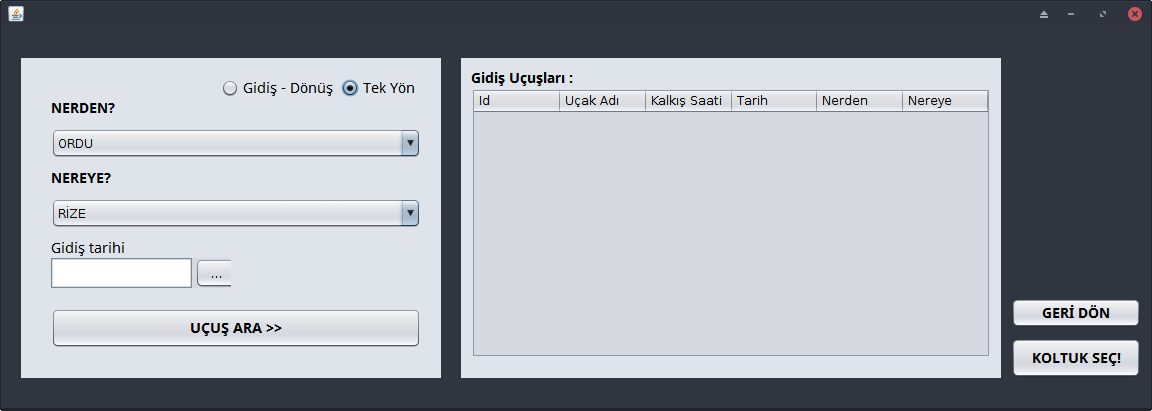 Gidiş - Dönüş Tek Yön
NERDEN?
ORDU
NEREYE?
RİZE
Gidiş tarihi
...
UÇUŞ ARA >>
Gidiş Uçuşları :
Id Uçak Adı Kalkış Saati Tarih Nerden Nereye
GERİ DÖN
KOLTUK SEÇ!